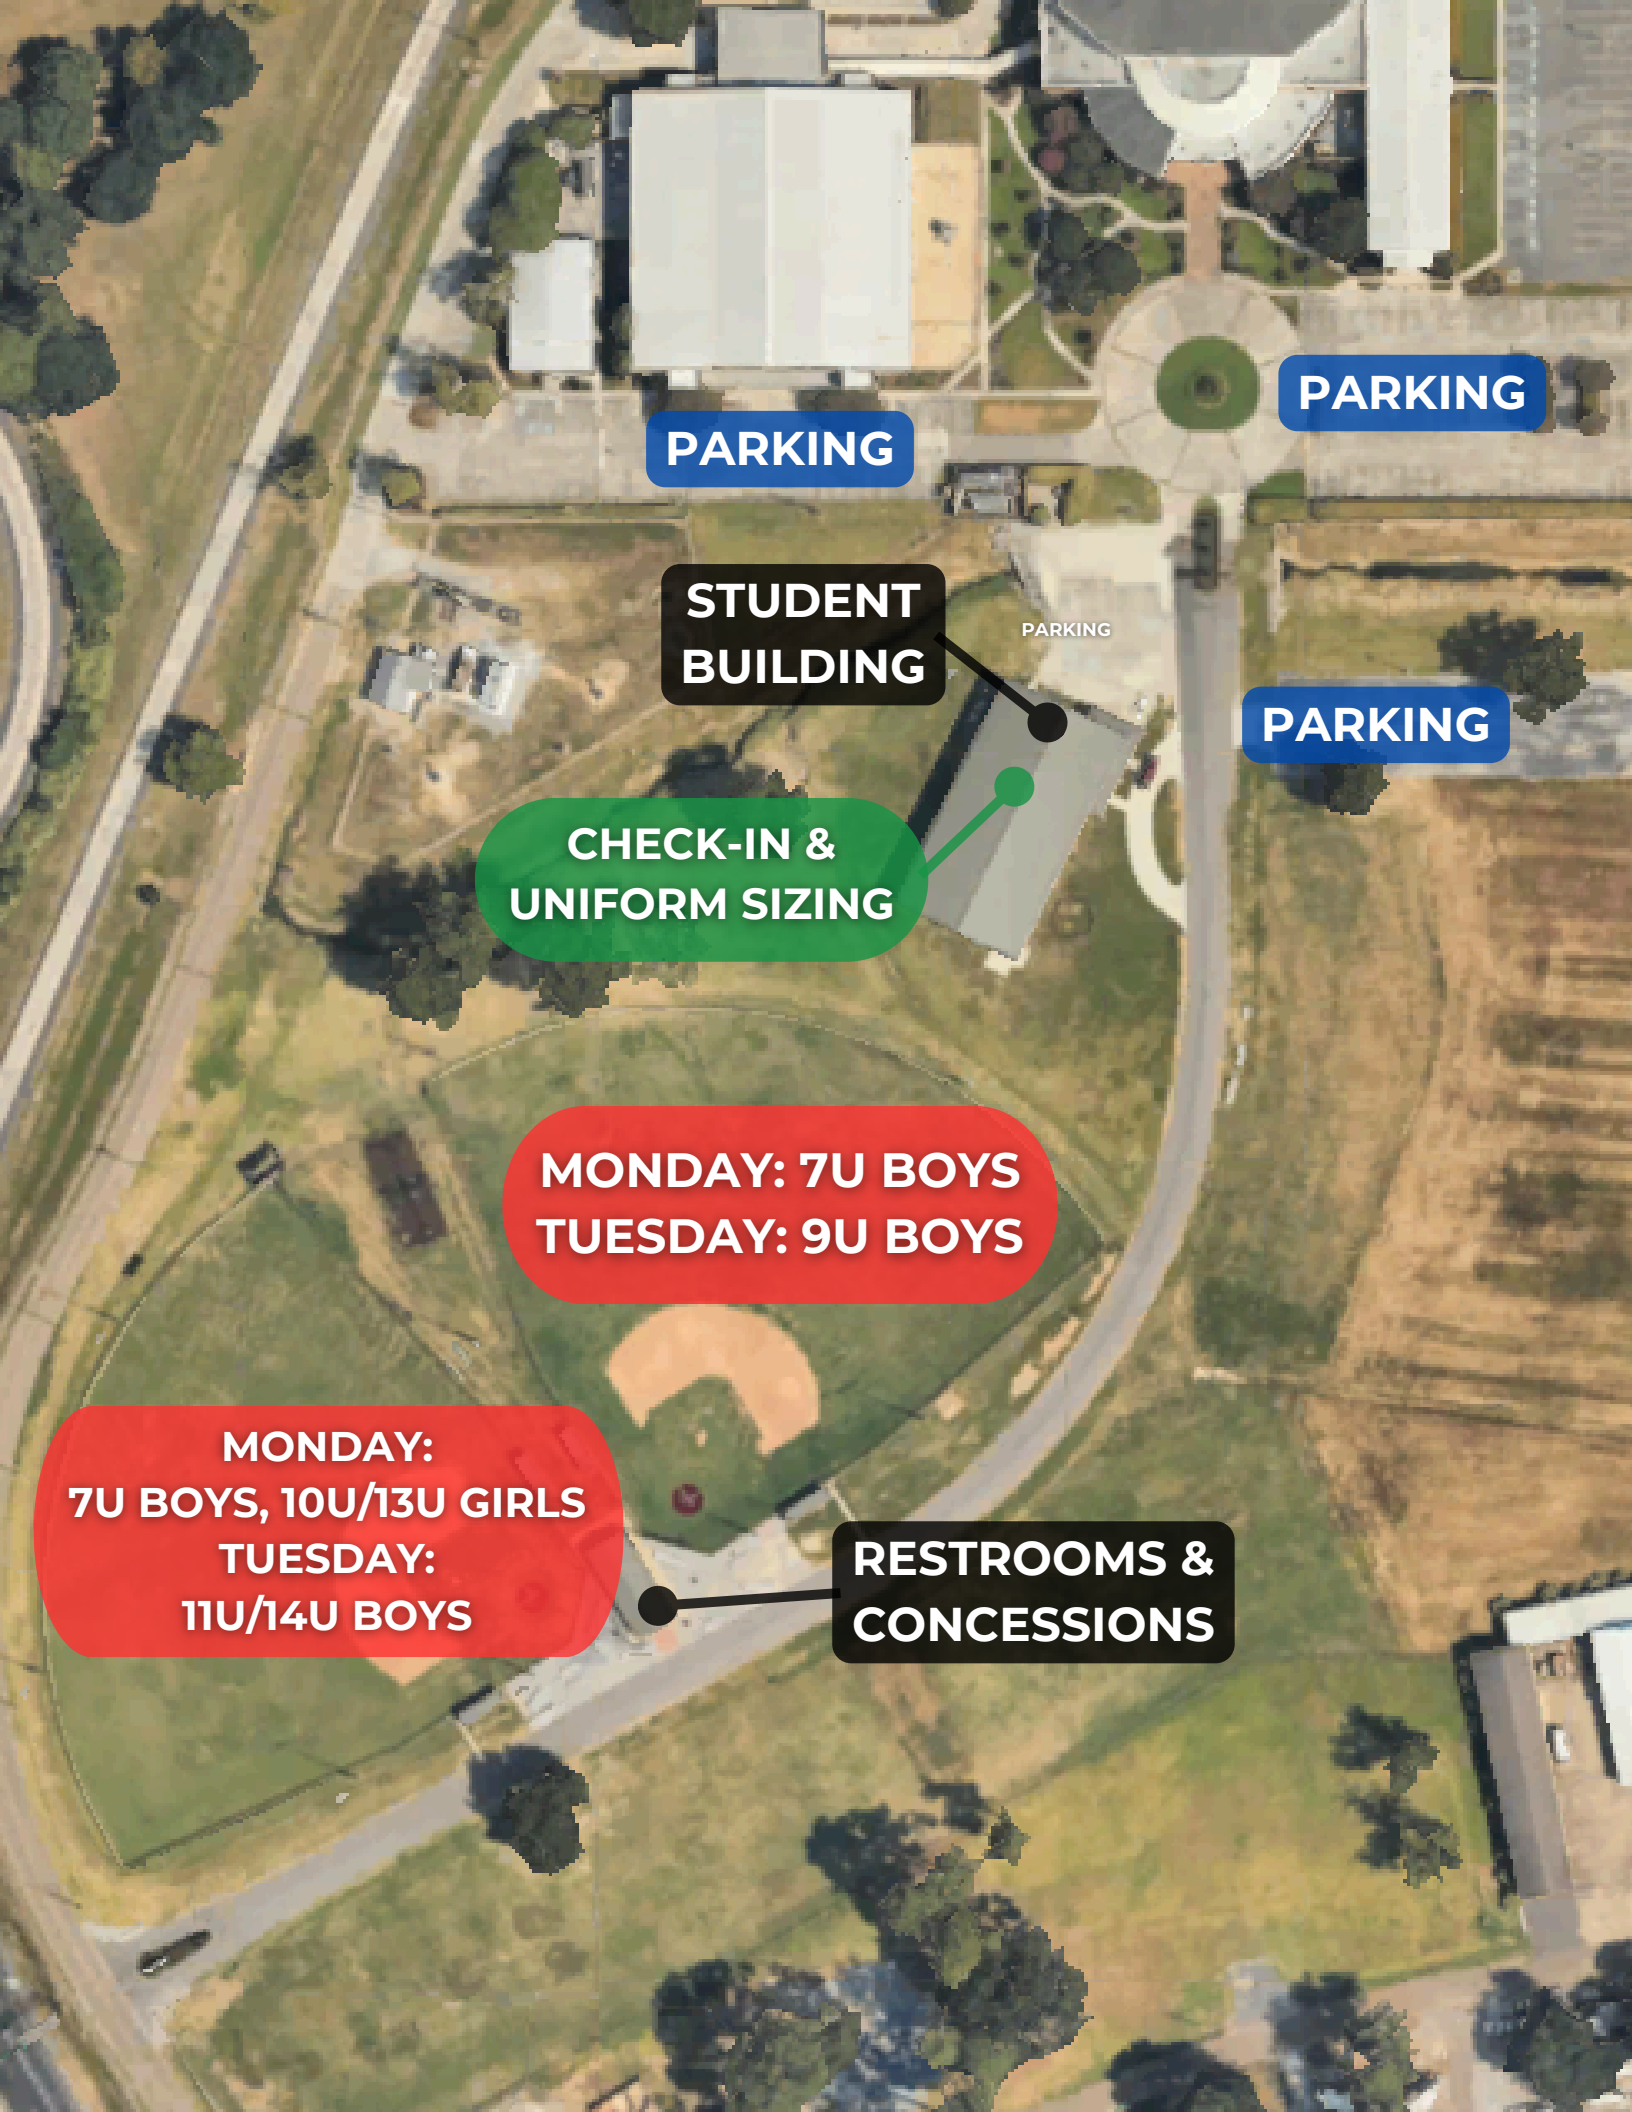 PARKING
PARKING
STUDENT
BUILDING
PARKING
PARKING
CHECK-IN &
UNIFORM SIZING
MONDAY: 7U BOYS
TUESDAY: 9U BOYS
MONDAY:
7U BOYS, 10U/13U GIRLS
TUESDAY:
11U/14U BOYS
RESTROOMS &
CONCESSIONS